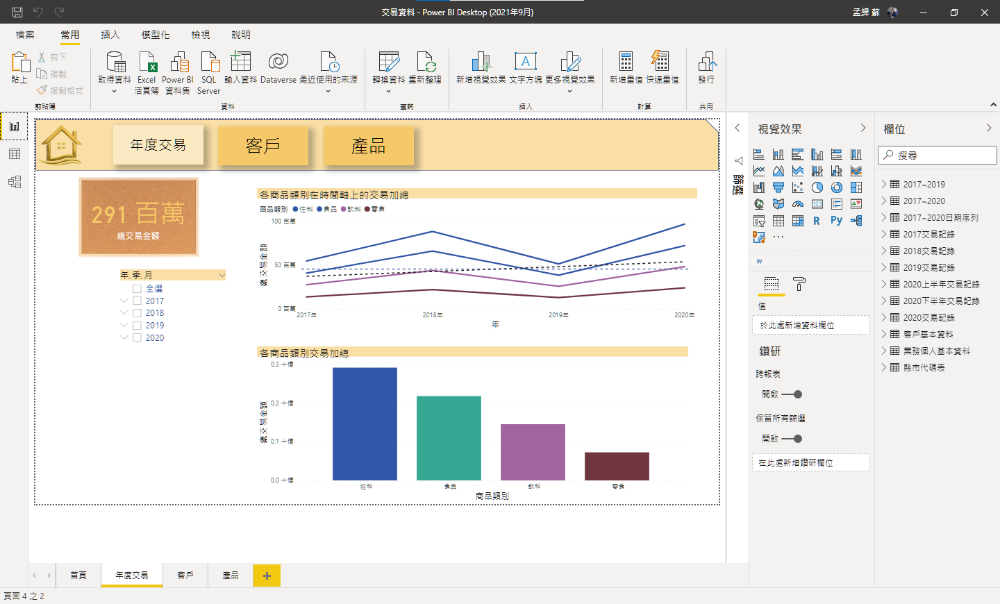 交易資料 - Power BI Desktop (2021年9月)
孟緯 蘇
檔案 常用 插入 模型化 檢視 說明
貼上
剪下
複製
複製格式
剪貼簿
取得資料
Excel 活頁簿
Power BI 資料集
SQL Server
輸入資料
Dataverse
最近使用的來源
資料
轉換資料
重新整理
查詢
新增視覺效果
文字方塊
更多視覺效果
插入
新增量值
快速量值
計算
發行
共用
年度交易
客戶
產品
291 百萬
總交易金額
年, 季, 月
全選
2017
2018
2019
2020
各商品類別在時間軸上的交易加總
商品類別 佐料 食品 飲料 零食
總交易金額
100 百萬
50 百萬
0 百萬
2017年 2018年 2019年 2020年
年
各商品類別交易加總
總交易金額
0.3 十億
0.2 十億
0.1 十億
0.0 十億
佐料 食品 飲料 零食
商品類別
篩選
視覺效果
123
R
Py
W
值
於此處新增資料欄位
鑽研
跨報表
開啟
保留所有篩選
開啟
在此處新增鑽研欄位
欄位
搜尋
2017~2019
2017~2020
2017~2020日期序列
2017交易記錄
2018交易記錄
2019交易記錄
2020上半年交易記錄
2020下半年交易記錄
2020交易記錄
客戶基本資料
業務個人基本資料
縣市代碼表
首頁 年度交易 客戶 產品
頁面 4 之 2